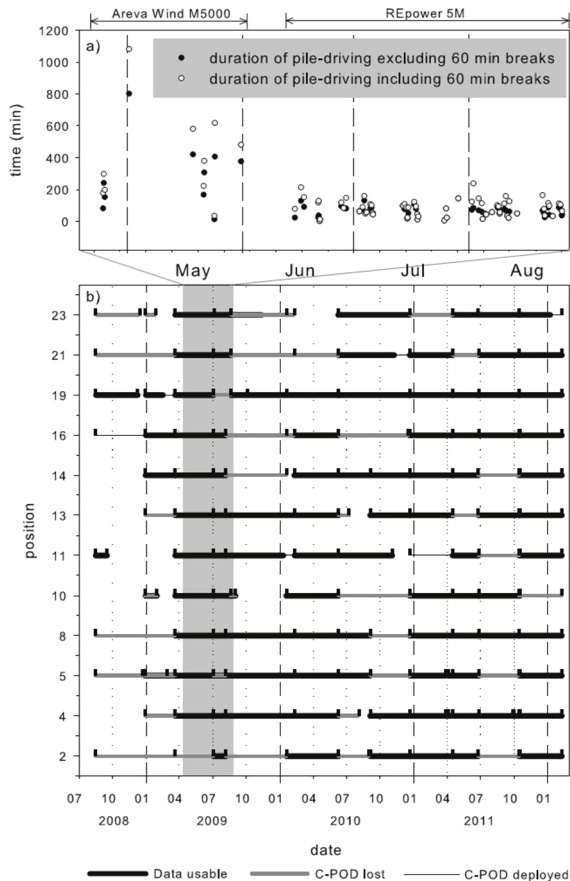 Areva Wind M5000 REpower 5M
a)
duration of pile-driving excluding 60 min breaks
duration of pile-driving including 60 min breaks
time (min)
1200
1000
800
600
400
200
0
May Jun Jul Aug
b)
position
23
21
19
16
14
13
11
10
8
5
4
2
07 10 01 04 07 10 01 04 07 10 01 04 07 10 01
2008 2009 2010 2011
date
Data usable C-POD lost C-POD deployed